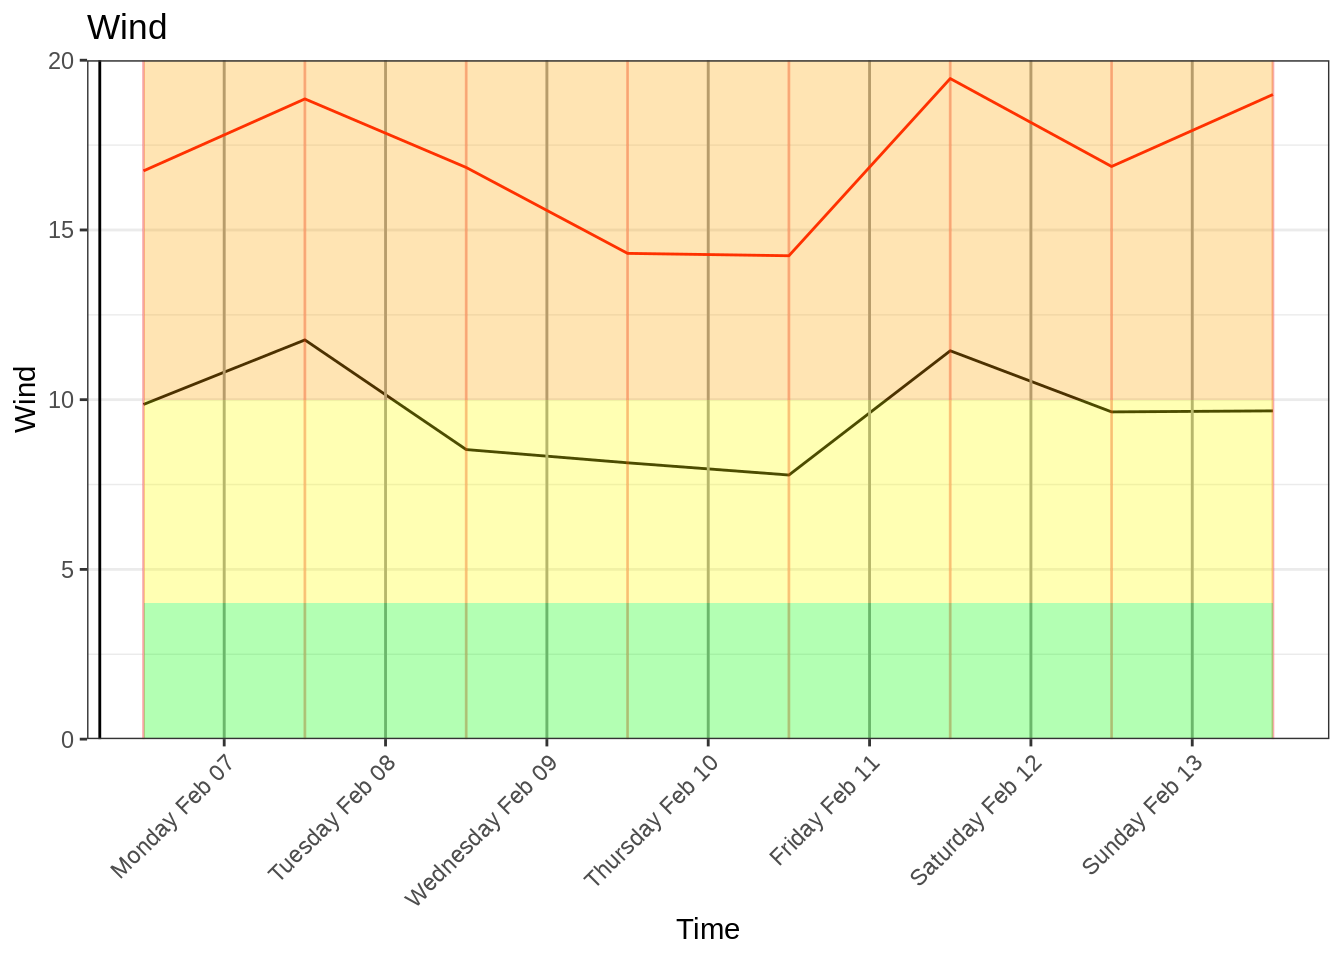 Wind
20
15
10
5
0
Wind
Monday Feb 07
Tuesday Feb 08
Wednesday Feb 09
Thursday Feb 10
Friday Feb 11
Saturday Feb 12
Sunday Feb 13
Time